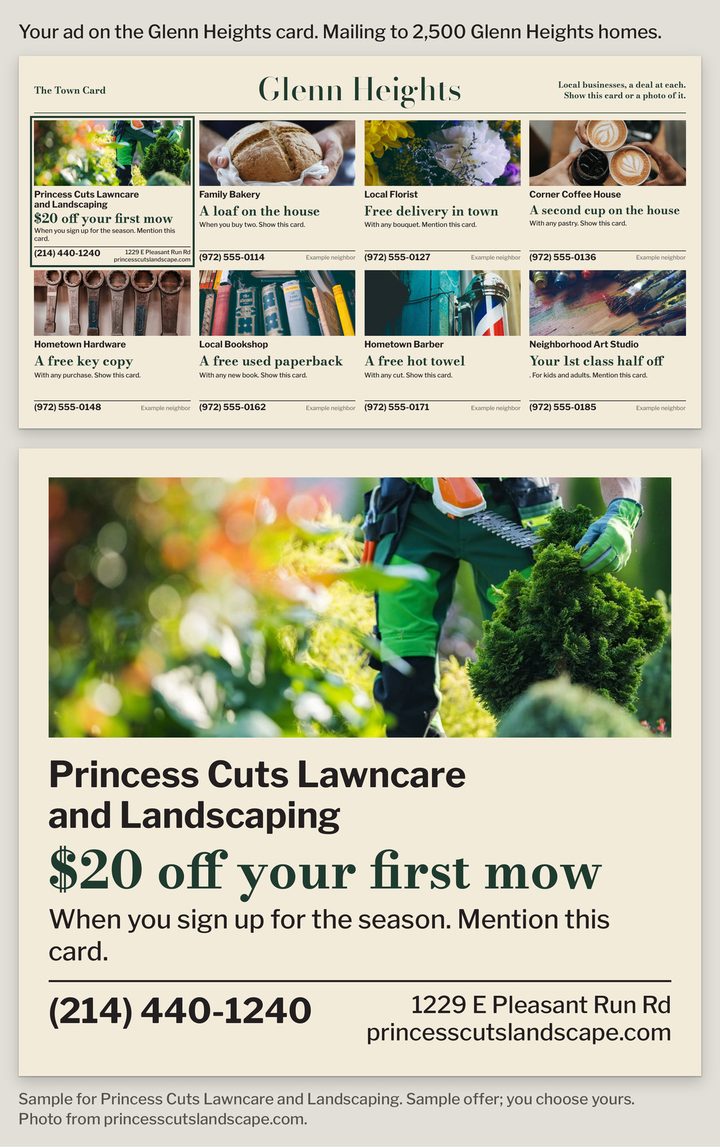 Your ad on the Glenn Heights card. Mailing to 2,500 Glenn Heights homes.
The Town Card
Glenn Heights
Local businesses, a deal at each.
Show this card or a photo of it.
Princess Cuts Lawncare
and Landscaping
$20 off your first mow
When you sign up for the season. Mention this
card.
(214) 440-1240
1229 E Pleasant Run Rd
princesscutslandscape.com
Family Bakery
A loaf on the house
When you buy two. Show this card.
(972) 555-0114
Example neighbor
Local Florist
Free delivery in town
With any bouquet. Mention this card.
(972) 555-0127
Example neighbor
Corner Coffee House
A second cup on the house
With any pastry. Show this card.
(972) 555-0136
Example neighbor
Hometown Hardware
A free key copy
With any purchase. Show this card.
(972) 555-0148
Example neighbor
Local Bookshop
A free used paperback
With any new book. Show this card.
(972) 555-0162
Example neighbor
Hometown Barber
A free hot towel
With any cut. Show this card.
(972) 555-0171
Example neighbor
Neighborhood Art Studio
Your 1st class half off
. For kids and adults. Mention this card.
(972) 555-0185
Example neighbor
Princess Cuts Lawncare
and Landscaping
$20 off your first mow
When you sign up for the season. Mention this
card.
(214) 440-1240
1229 E Pleasant Run Rd
princesscutslandscape.com
Sample for Princess Cuts Lawncare and Landscaping. Sample offer; you choose yours.
Photo from princesscutslandscape.com.